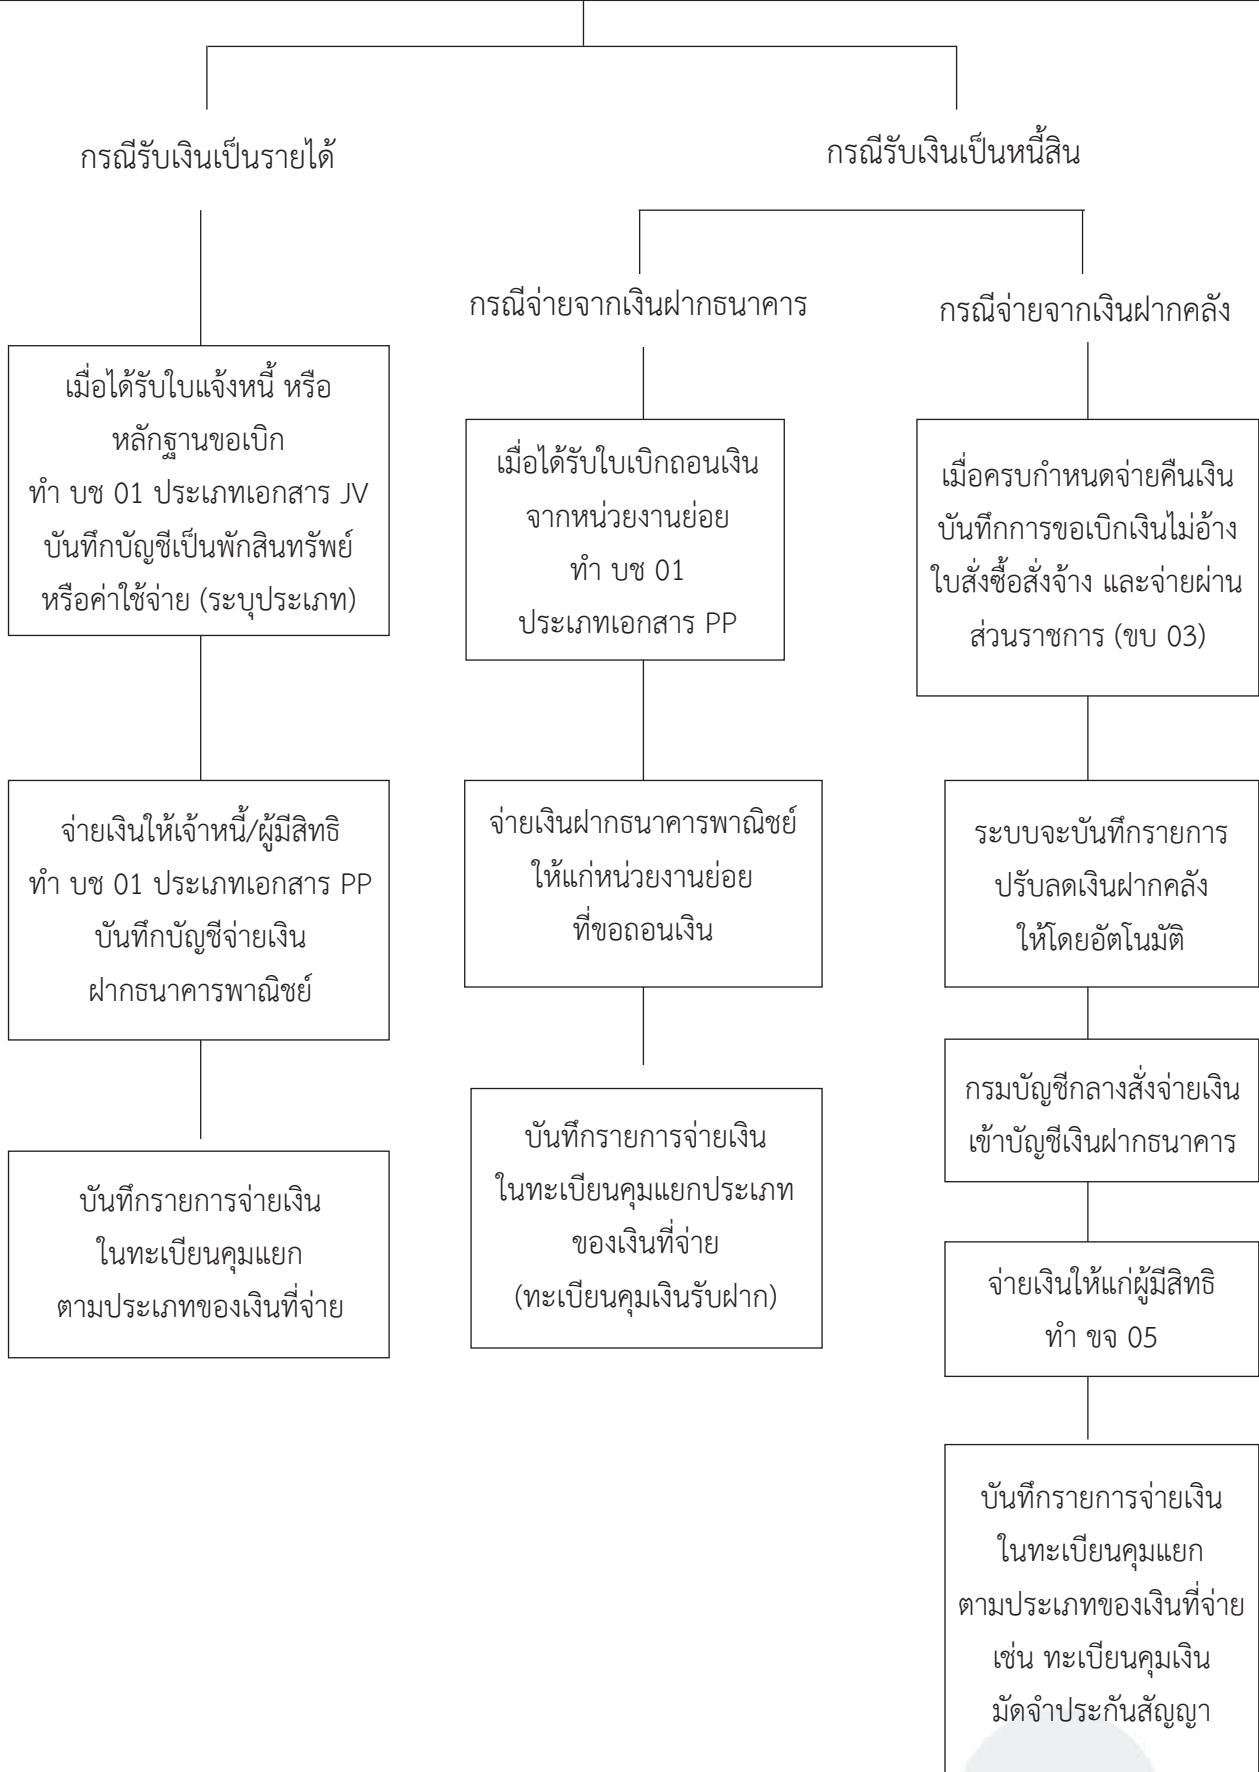 กรณีรับเงินเป็นรายได้
กรณีรับเงินเป็นหนี้สิน
กรณีจ่ายจากเงินฝากธนาคาร
กรณีจ่ายจากเงินฝากคลัง
เมื่อได้รับใบแจ้งหนี้ หรือ
หลักฐานขอเบิก
ทำ บช 01 ประเภทเอกสาร JV
บันทึกบัญชีเป็นพักสินทรัพย์
หรือค่าใช้จ่าย (ระบุประเภท)
จ่ายเงินให้เจ้าหนี้/ผู้มีสิทธิ
ทำ บช 01 ประเภทเอกสาร PP
บันทึกบัญชีจ่ายเงิน
ฝากธนาคารพาณิชย์
บันทึกรายการจ่ายเงิน
ในทะเบียนคุมแยก
ตามประเภทของเงินที่จ่าย
เมื่อได้รับใบเบิกถอนเงิน
จากหน่วยงานย่อย
ทำ บช 01
ประเภทเอกสาร PP
จ่ายเงินฝากธนาคารพาณิชย์
ให้แก่หน่วยงานย่อย
ที่ขอถอนเงิน
บันทึกรายการจ่ายเงิน
ในทะเบียนคุมแยกประเภท
ของเงินที่จ่าย
(ทะเบียนคุมเงินรับฝาก)
เมื่อครบกำหนดจ่ายคืนเงิน
บันทึกการขอเบิกเงินไม่อ้าง
ใบสั่งซื้อสั่งจ้าง และจ่ายผ่าน
ส่วนราชการ (ขบ 03)
ระบบจะบันทึกรายการ
ปรับลดเงินฝากคลัง
ให้โดยอัตโนมัติ
กรมบัญชีกลางสั่งจ่ายเงิน
เข้าบัญชีเงินฝากธนาคาร
จ่ายเงินให้แก่ผู้มีสิทธิ
ทำ ขจ 05
บันทึกรายการจ่ายเงิน
ในทะเบียนคุมแยก
ตามประเภทของเงินที่จ่าย
เช่น ทะเบียนคุมเงิน
มัดจำประกันสัญญา